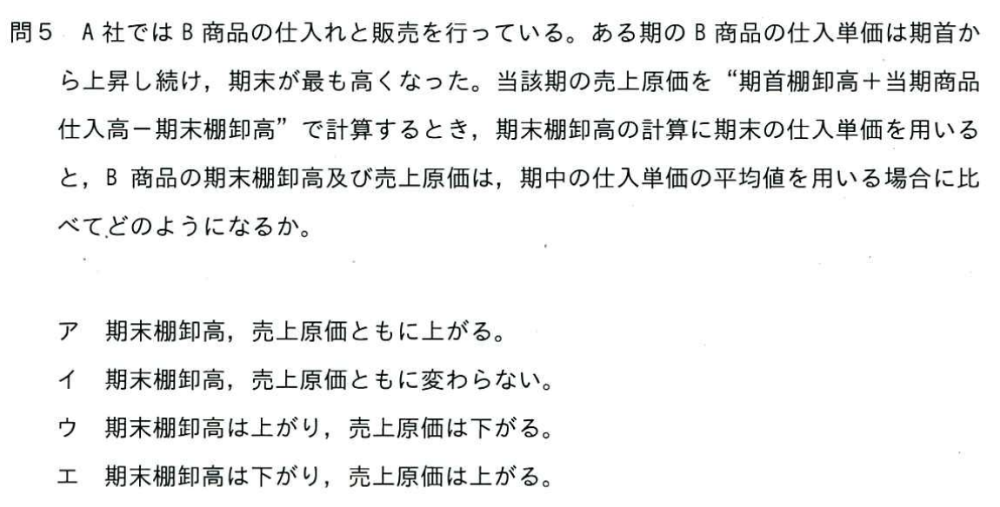 問5 A社ではB商品の仕入れと販売を行っている。ある期のB商品の仕入単価は期首か
ら上昇し続け，期末が最も高くなった。当該期の売上原価を“期首棚卸高＋当期商品
仕入高－期末棚卸高”で計算するとき，期末棚卸高の計算に期末の仕入単価を用いる
と，B 商品の期末棚卸高及び売上原価は，期中の仕入単価の平均値を用いる場合に比
べてどのようになるか。
ア 期末棚卸高，売上原価ともに上がる。
イ 期末棚卸高，売上原価ともに変わらない。
ウ 期末棚卸高は上がり，売上原価は下がる。
エ 期末棚卸高は下がり，売上原価は上がる。